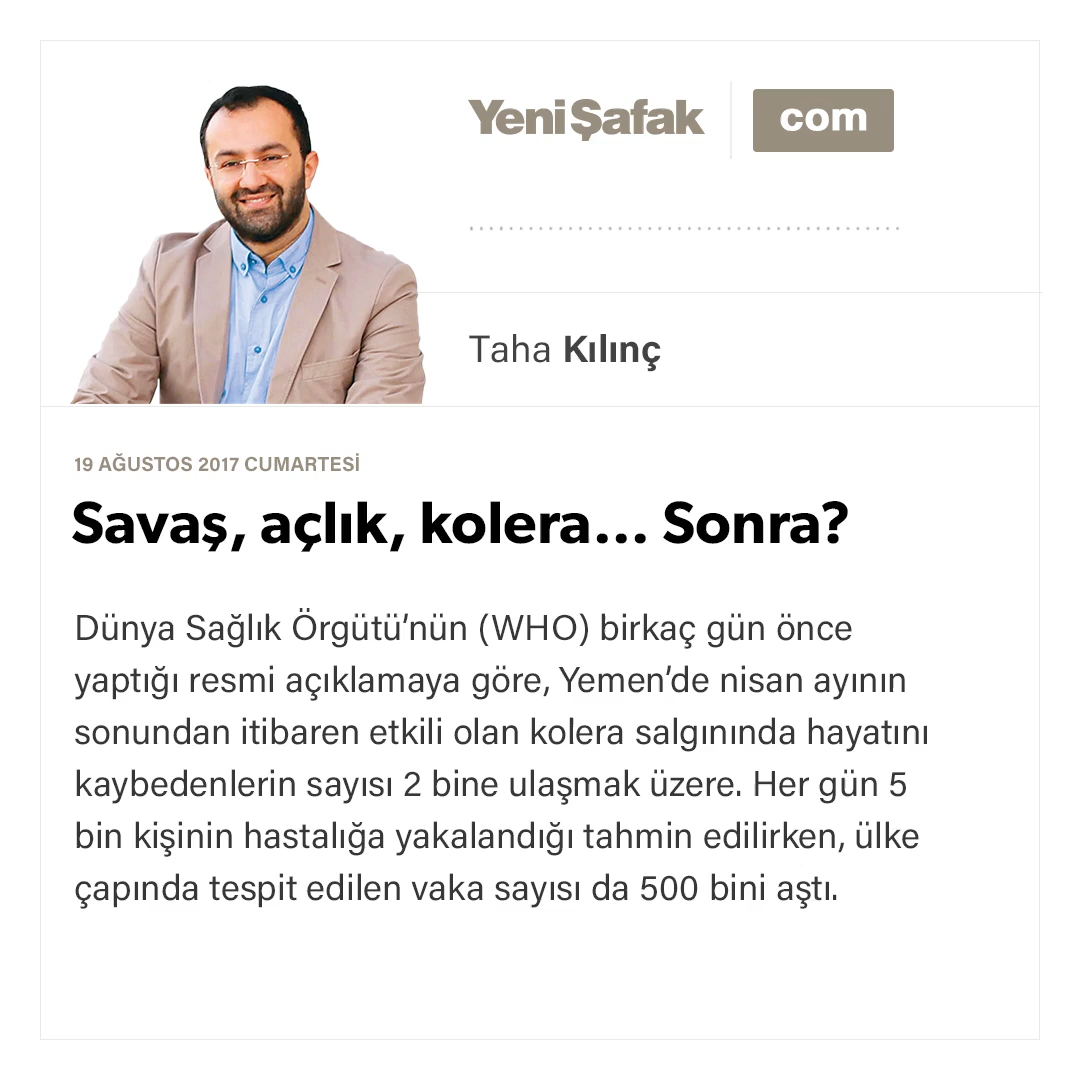 YeniŞafak
com
Taha Kılınç
19 AĞUSTOS 2017 CUMARTESİ
Savaş, açlık, kolera... Sonra?
Dünya Sağlık Örgütü’nün (WHO) birkaç gün önce
yaptığı resmi açıklamaya göre, Yemen’de nisan ayının
sonundan itibaren etkili olan kolera salgınında hayatını
kaybedenlerin sayısı 2 bine ulaşmak üzere. Her gün 5
bin kişinin hastalığa yakalandığı tahmin edilirken, ülke
çapında tespit edilen vaka sayısı da 500 bini aştı.